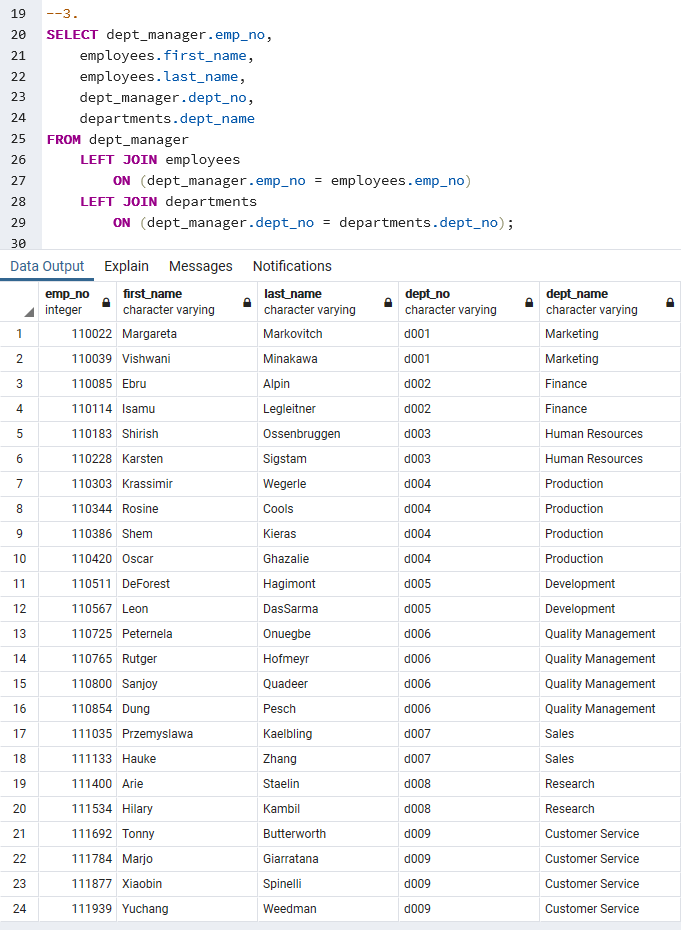 19 --3.
20 SELECT dept_manager.emp_no,
21 employees.first_name,
22 employees.last_name,
23 dept_manager.dept_no,
24 departments.dept_name
25 FROM dept_manager
26 LEFT JOIN employees
27 ON (dept_manager.emp_no = employees.emp_no)
28 LEFT JOIN departments
29 ON (dept_manager.dept_no = departments.dept_no);
30
Data Output Explain Messages Notifications
emp_no first_name last_name dept_no dept_name
integer character varying character varying character varying character varying
1 110022 Margareta Markovitch d001 Marketing
2 110039 Vishwani Minakawa d001 Marketing
3 110085 Ebru Alpin d002 Finance
4 110114 Isamu Legleitner d002 Finance
5 110183 Shirish Ossenbruggen d003 Human Resources
6 110228 Karsten Sigstam d003 Human Resources
7 110303 Krassimir Wegerle d004 Production
8 110344 Rosine Cools d004 Production
9 110386 Shem Kieras d004 Production
10 110420 Oscar Ghazalie d004 Production
11 110511 DeForest Hagimont d005 Development
12 110567 Leon DasSarma d005 Development
13 110725 Peternela Onuegbe d006 Quality Management
14 110765 Rutger Hofmeyr d006 Quality Management
15 110800 Sanjoy Quadeer d006 Quality Management
16 110854 Dung Pesch d006 Quality Management
17 111035 Przemyslawa Kaelbling d007 Sales
18 111133 Hauke Zhang d007 Sales
19 111400 Arie Staelin d008 Research
20 111534 Hilary Kambil d008 Research
21 111692 Tonny Butterworth d009 Customer Service
22 111784 Marjo Giarratana d009 Customer Service
23 111877 Xiaobin Spinelli d009 Customer Service
24 111939 Yuchang Weedman d009 Customer Service